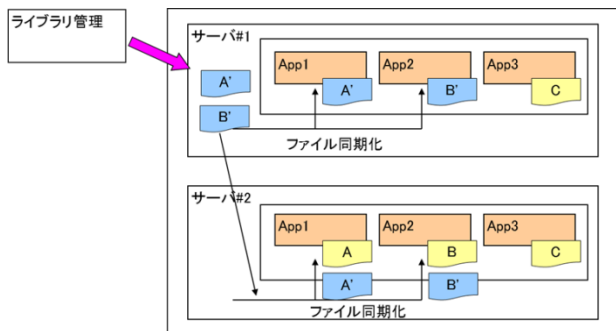 ライブラリ管理
サーバ#1
App1
App2
App3
A'
A'
B'
C
B'
ファイル同期化
サーバ#2
App1
App2
App3
A
B
C
A'
B'
ファイル同期化